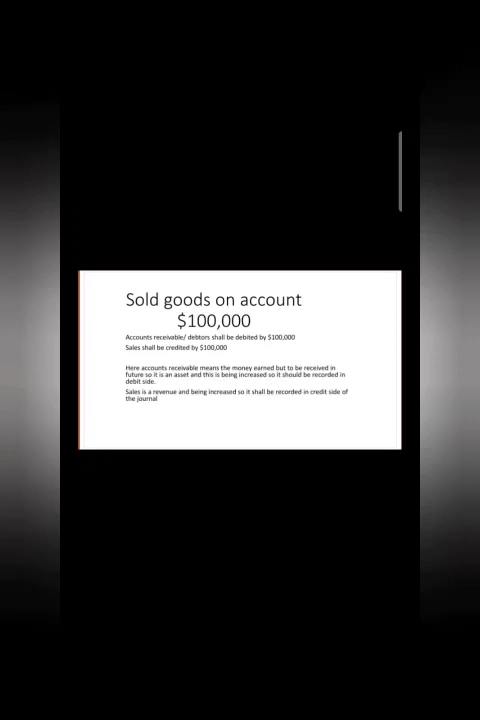 Sold goods on account
$100,000
Accounts receivable/ debtors shall be debited by $100,000
Sales shall be credited by $100,000
Here accounts receivable means the money earned but to be received in
future so it is an asset and this is being increased so it should be recorded in
debit side.
Sales is a revenue and being increased so it shall be recorded in credit side of
the journal